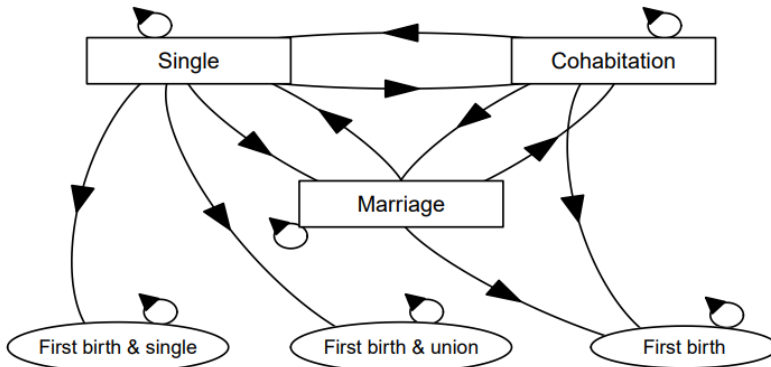 Single
Cohabitation
Marriage
First birth & single
First birth & union
First birth